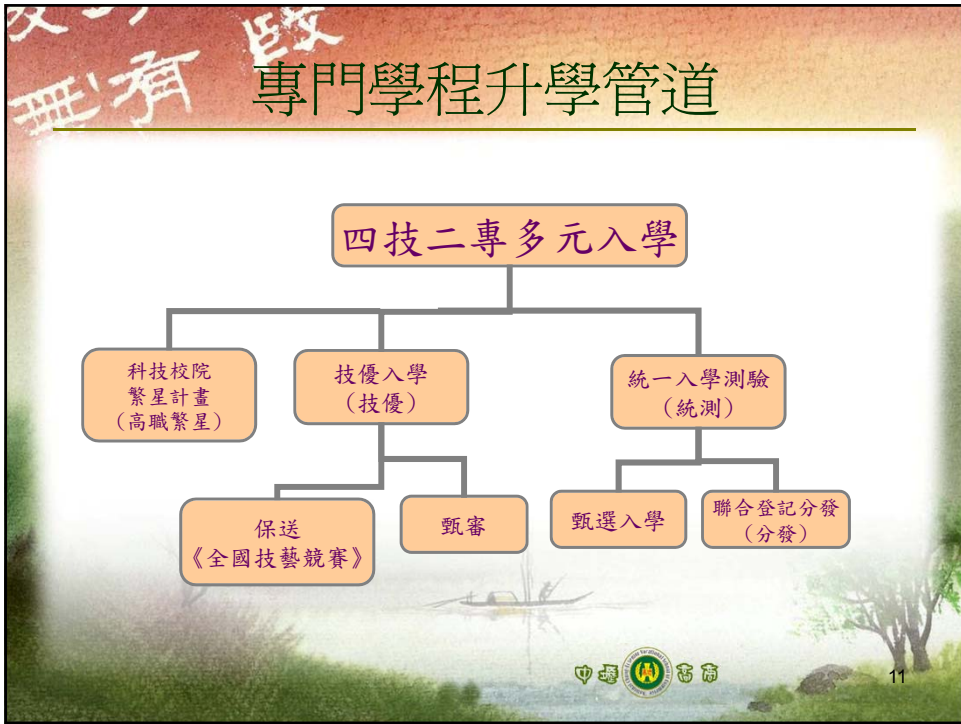 專門學程升學管道
四技二專多元入學
科技校院
繁星計畫
（高職繁星）
技優入學
（技優）
統一入學測驗
（統測）
保送
《全國技藝競賽》
甄審
甄選入學
聯合登記分發
（分發）
中壢高商
11